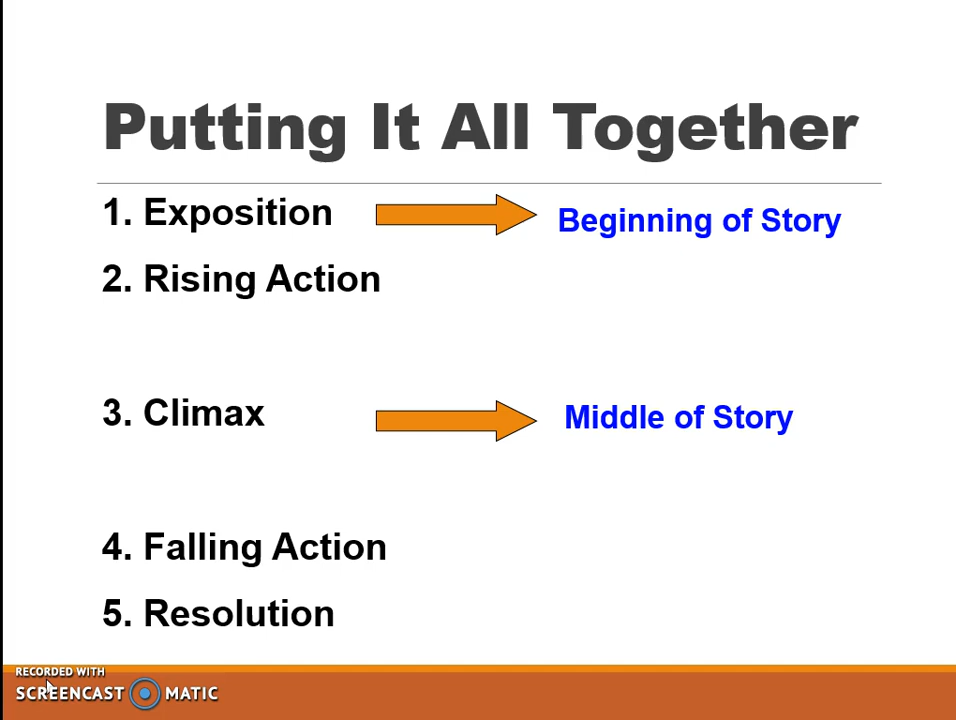 Putting It All Together
1. Exposition
Beginning of Story
2. Rising Action
3. Climax
Middle of Story
4. Falling Action
5. Resolution
RECORDED WITH
SCREENCAST MATIC